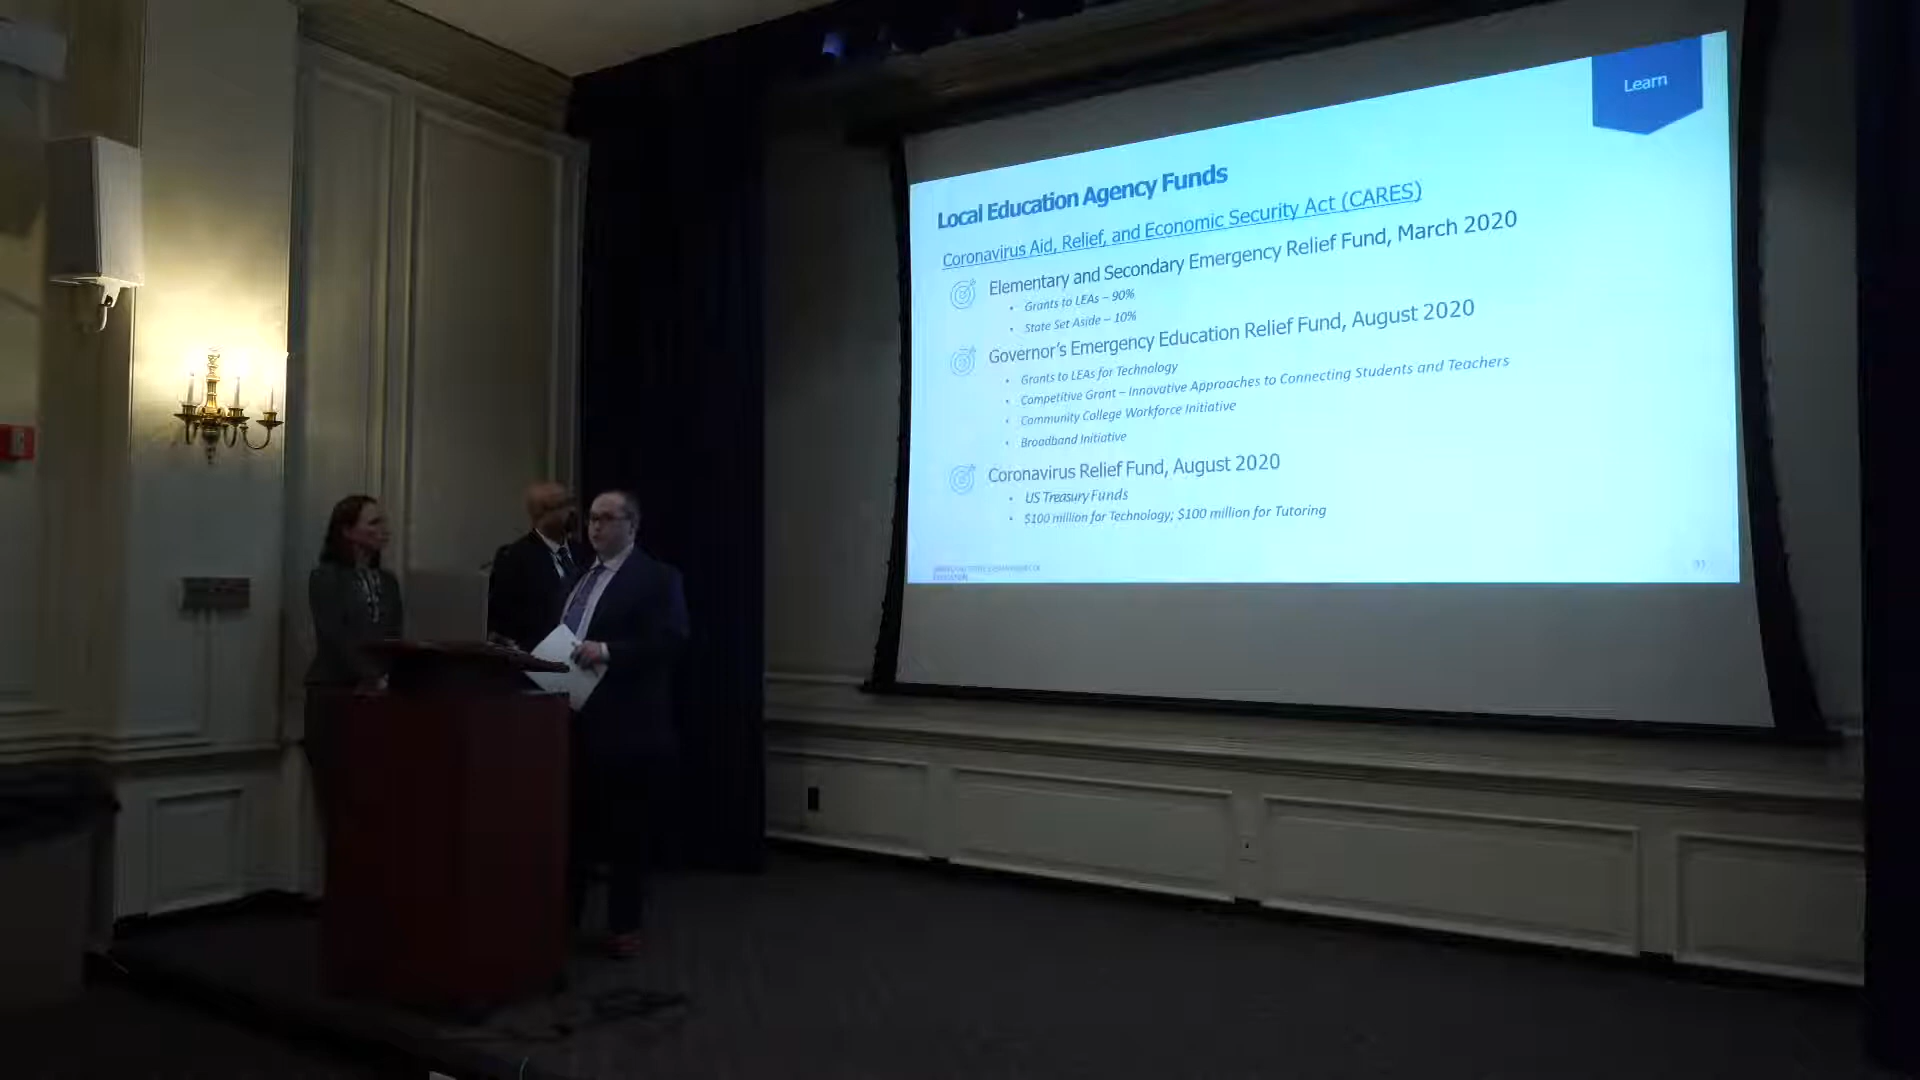 Learn
Local Education Agency Funds
Coronavirus Aid, Relief, and Economic Security Act (CARES)
Elementary and Secondary Emergency Relief Fund, March 2020
• Grants to LEAs – 90%
• State Set Aside – 10%
Governor's Emergency Education Relief Fund, August 2020
• Grants to LEAs for Technology
• Competitive Grant – Innovative Approaches to Connecting Students and Teachers
• Community College Workforce Initiative
• Broadband Initiative
Coronavirus Relief Fund, August 2020
• US Treasury Funds
• $100 million for Technology; $100 million for Tutoring